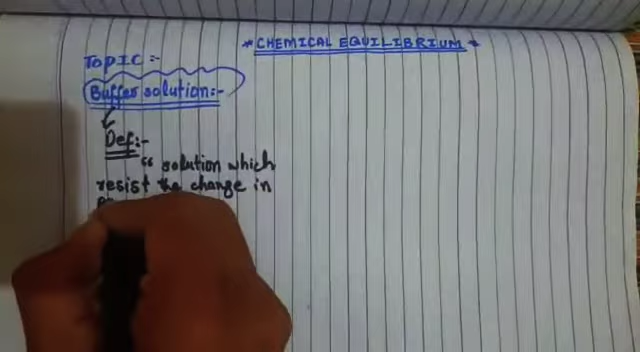 * CHEMICAL EQUILIBRIUM *
TOPIC :-
Buffer solution:-
Def:-
“ solution which
resist the change in